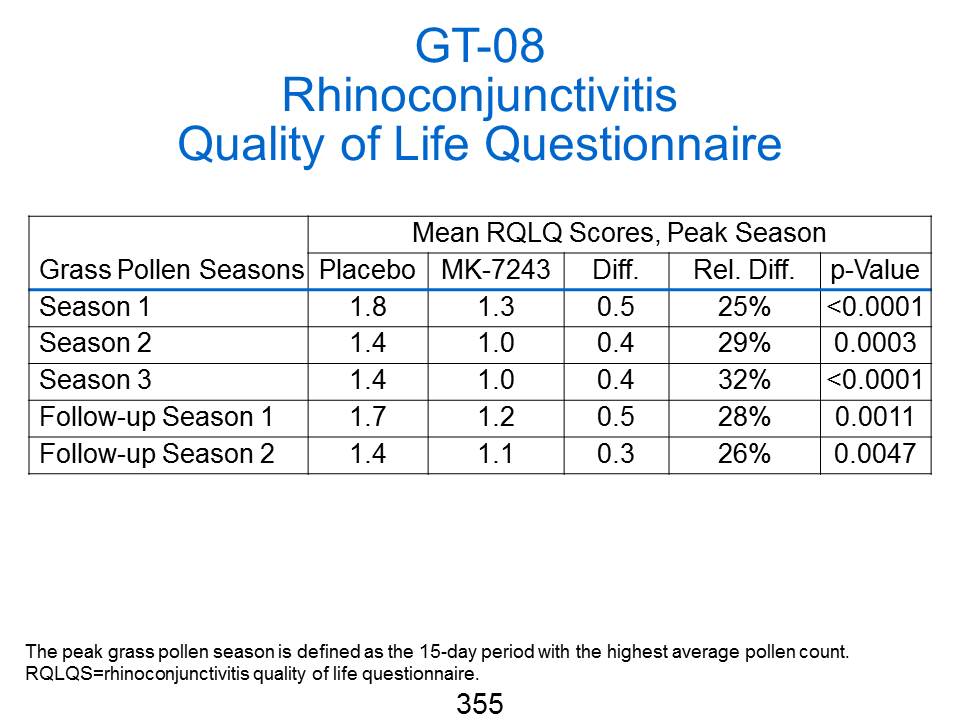 GT-08
Rhinoconjunctivitis
Quality of Life Questionnaire
Mean RQLQ Scores, Peak Season
Grass Pollen Seasons Placebo MK-7243 Diff. Rel. Diff. p-Value
Season 1 1.8 1.3 0.5 25% <0.0001
Season 2 1.4 1.0 0.4 29% 0.0003
Season 3 1.4 1.0 0.4 32% <0.0001
Follow-up Season 1 1.7 1.2 0.5 28% 0.0011
Follow-up Season 2 1.4 1.1 0.3 26% 0.0047
The peak grass pollen season is defined as the 15-day period with the highest average pollen count.
RQLQS=rhinoconjunctivitis quality of life questionnaire.
355